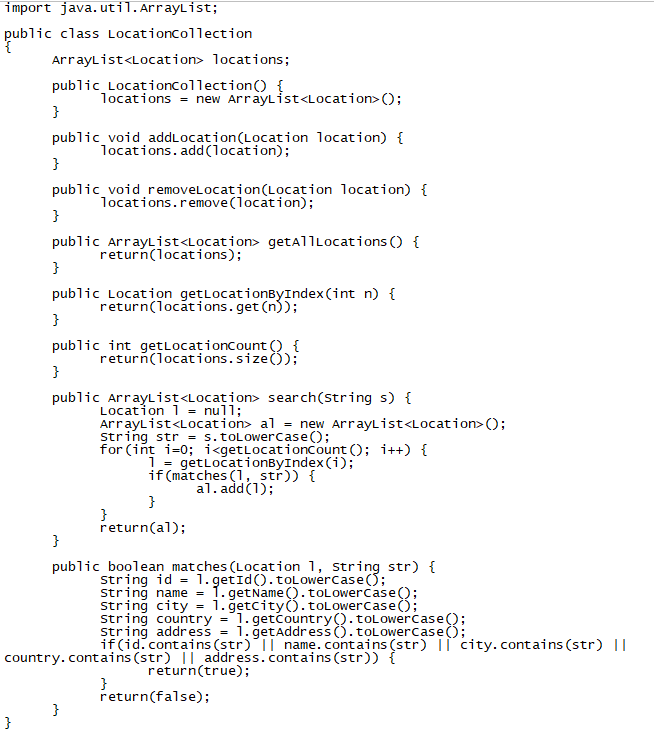 import java.util.ArrayList;
public class LocationCollection
{
ArrayList<Location> locations;
public LocationCollection() {
locations = new ArrayList<Location>();
}
public void addLocation(Location location) {
locations.add(location);
}
public void removeLocation(Location location) {
locations.remove(location);
}
public ArrayList<Location> getAllLocations() {
return(locations);
}
public Location getLocationByIndex(int n) {
return(locations.get(n));
}
public int getLocationCount() {
return(locations.size());
}
public ArrayList<Location> search(String s) {
Location l = null;
ArrayList<Location> al = new ArrayList<Location>();
String str = s.toLowerCase();
for(int i=0; i<getLocationCount(); i++) {
l = getLocationByIndex(i);
if(matches(l, str)) {
al.add(l);
}
}
return(al);
}
public boolean matches(Location l, String str) {
String id = l.getId().toLowerCase();
String name = l.getName().toLowerCase();
String city = l.getCity().toLowerCase();
String country = l.getCountry().toLowerCase();
String address = l.getAddress().toLowerCase();
if(id.contains(str) || name.contains(str) || city.contains(str) ||
country.contains(str) || address.contains(str)) {
return(true);
}
return(false);
}
}